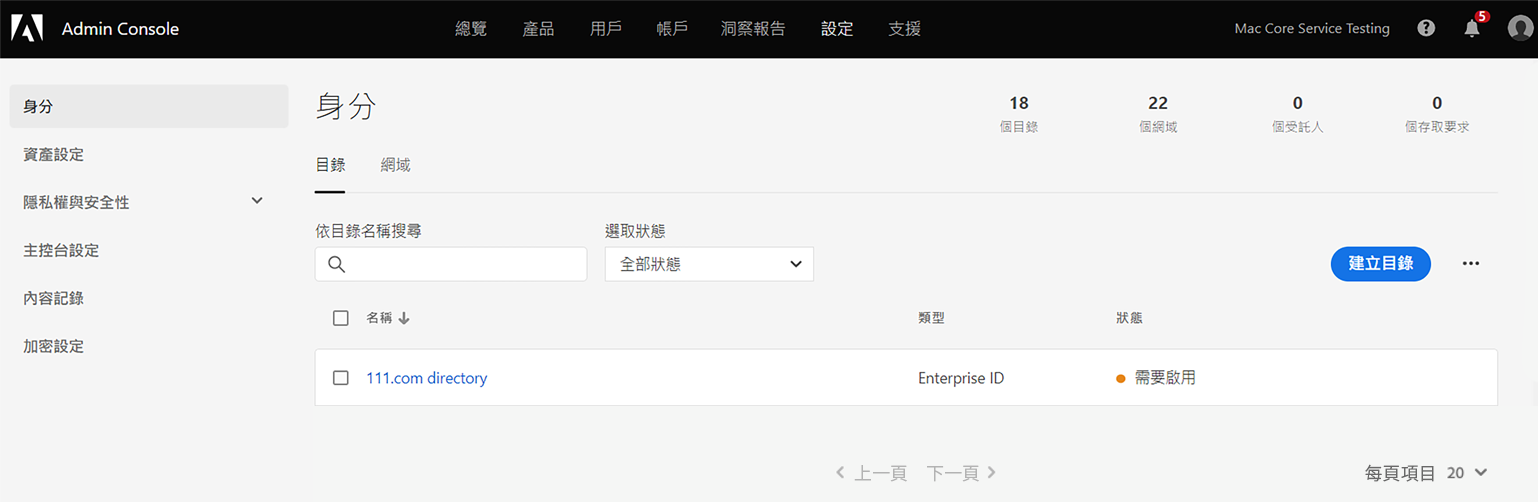 Admin Console 總覽 產品 用戶 帳戶 洞察報告 設定 支援 Mac Core Service Testing 5
身分
資產設定
隱私權與安全性
主控台設定
內容記錄
加密設定
身分
18 22 0 0
個目錄 個網域 個受託人 個存取要求
目錄 網域
依目錄名稱搜尋 選取狀態
全部狀態 建立目錄
名稱 類型 狀態
111.com directory Enterprise ID 需要啟用
上一頁 下一頁 每頁項目 20